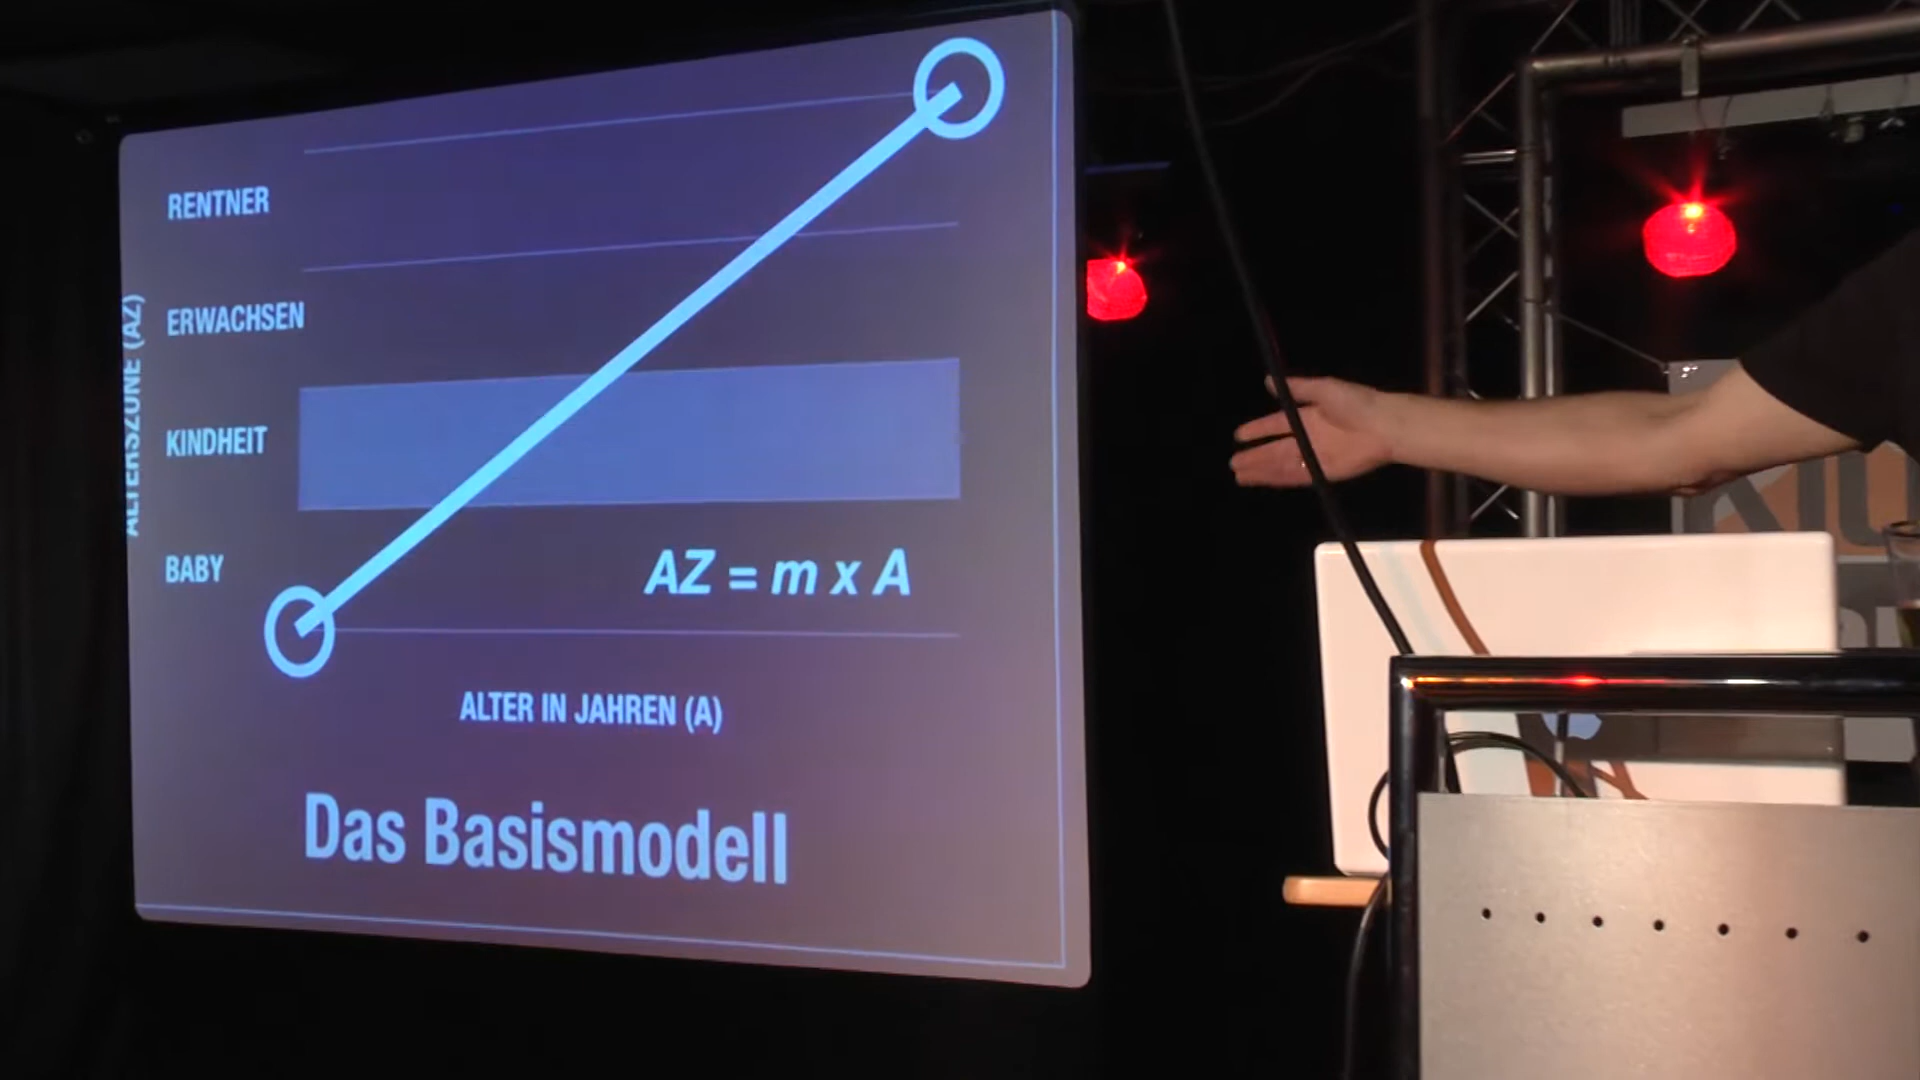 RENTNER
ERWACHSEN
ALTERSZONE (AZ)
KINDHEIT
BABY
AZ = m x A
ALTER IN JAHREN (A)
Das Basismodell